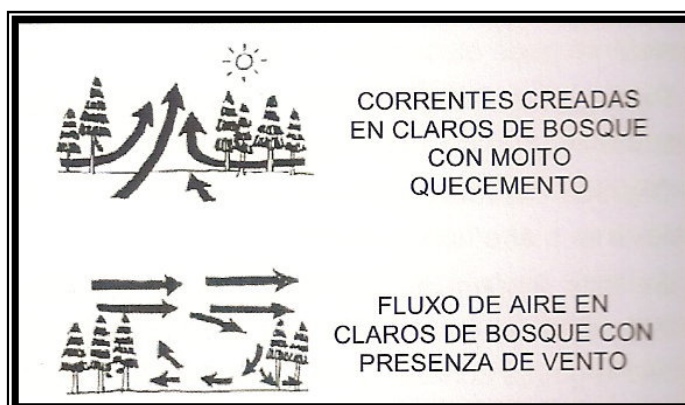 CORRENTES CREADAS
EN CLAROS DE BOSQUE
CON MOITO
QUECEMENTO
FLUXO DE AIRE EN
CLAROS DE BOSQUE CON
PRESENZA DE VENTO